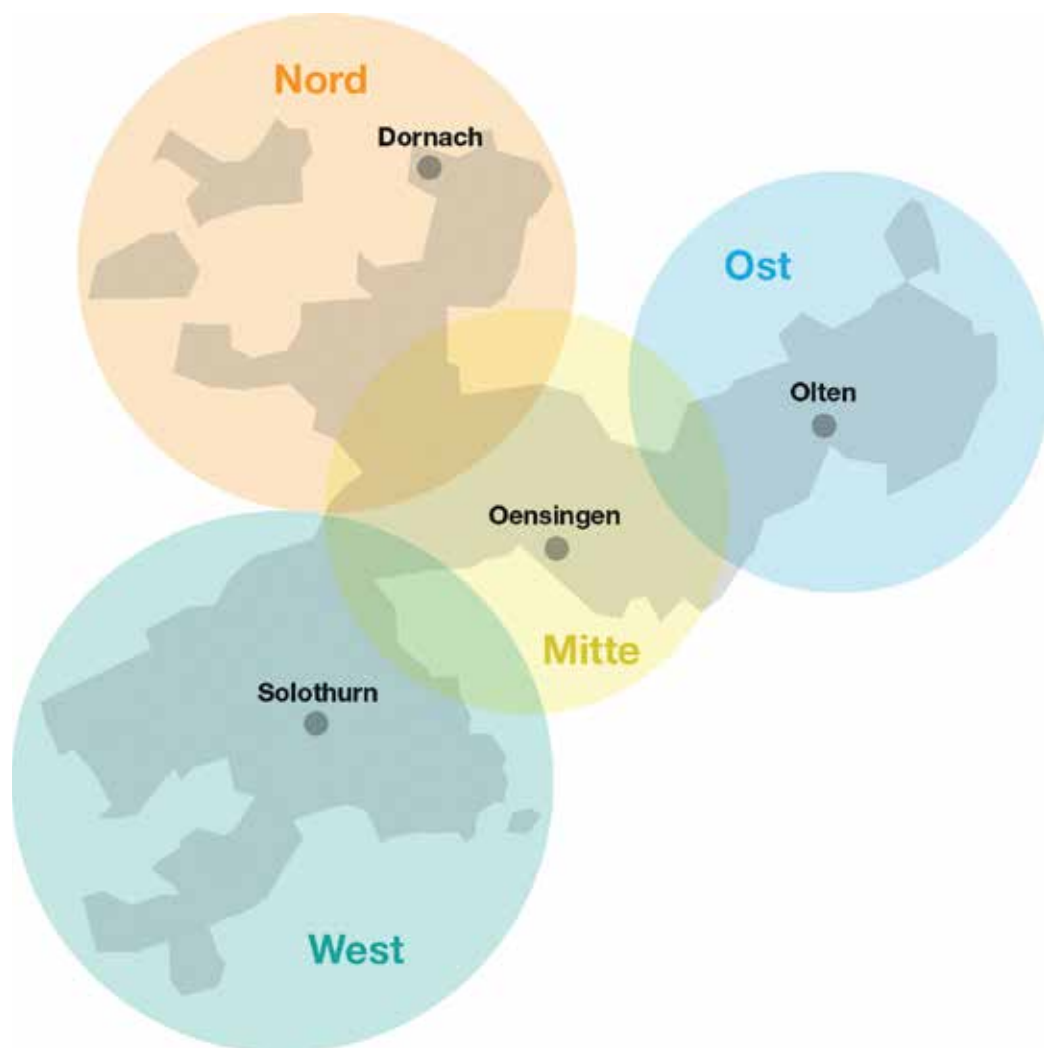 Nord
Dornach
Ost
Olten
Oensingen
Mitte
Solothurn
West